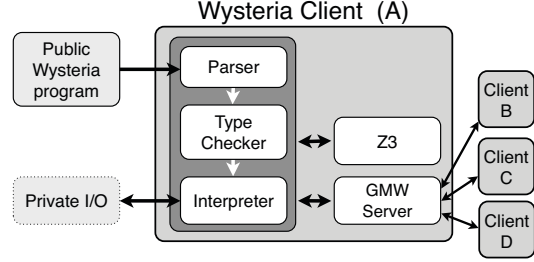 Wysteria Client (A)
Public
Wysteria
program
Parser
Type
Checker
Z3
Client
B
Client
C
Private I/O
Interpreter
GMW
Server
Client
D